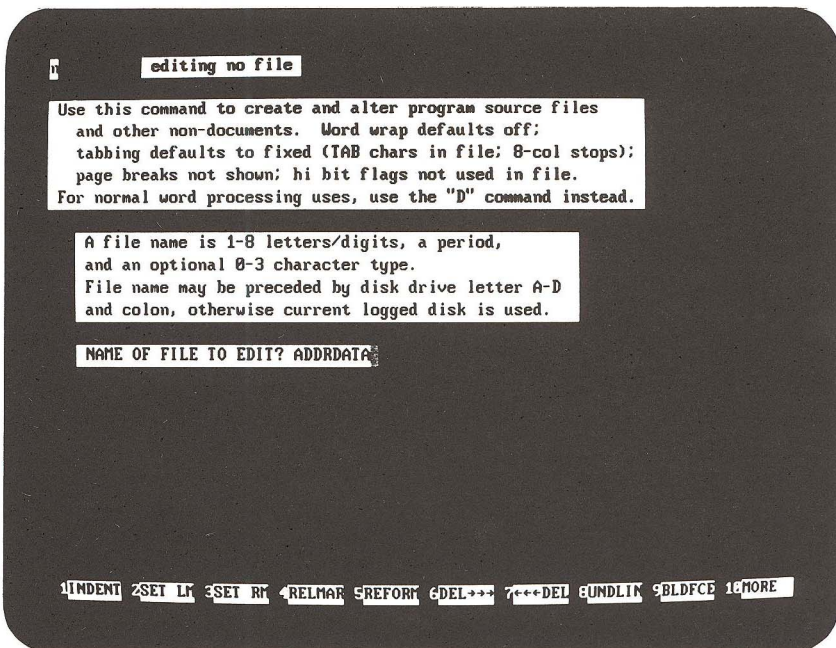 n editing no file
Use this command to create and alter program source files
and other non-documents. Word wrap defaults off;
tabbing defaults to fixed (TAB chars in file; 8-col stops);
page breaks not shown; hi bit flags not used in file.
For normal word processing uses, use the "D" command instead.
A file name is 1-8 letters/digits, a period,
and an optional 0-3 character type.
File name may be preceded by disk drive letter A-D
and colon, otherwise current logged disk is used.
NAME OF FILE TO EDIT? ADDRDATA
1INDENT 2SET LM 3SET RM 4RELMAR 5REFORM 6DEL→→→ 7←←←DEL 8UNDLIN 9BLDFCE 10MORE